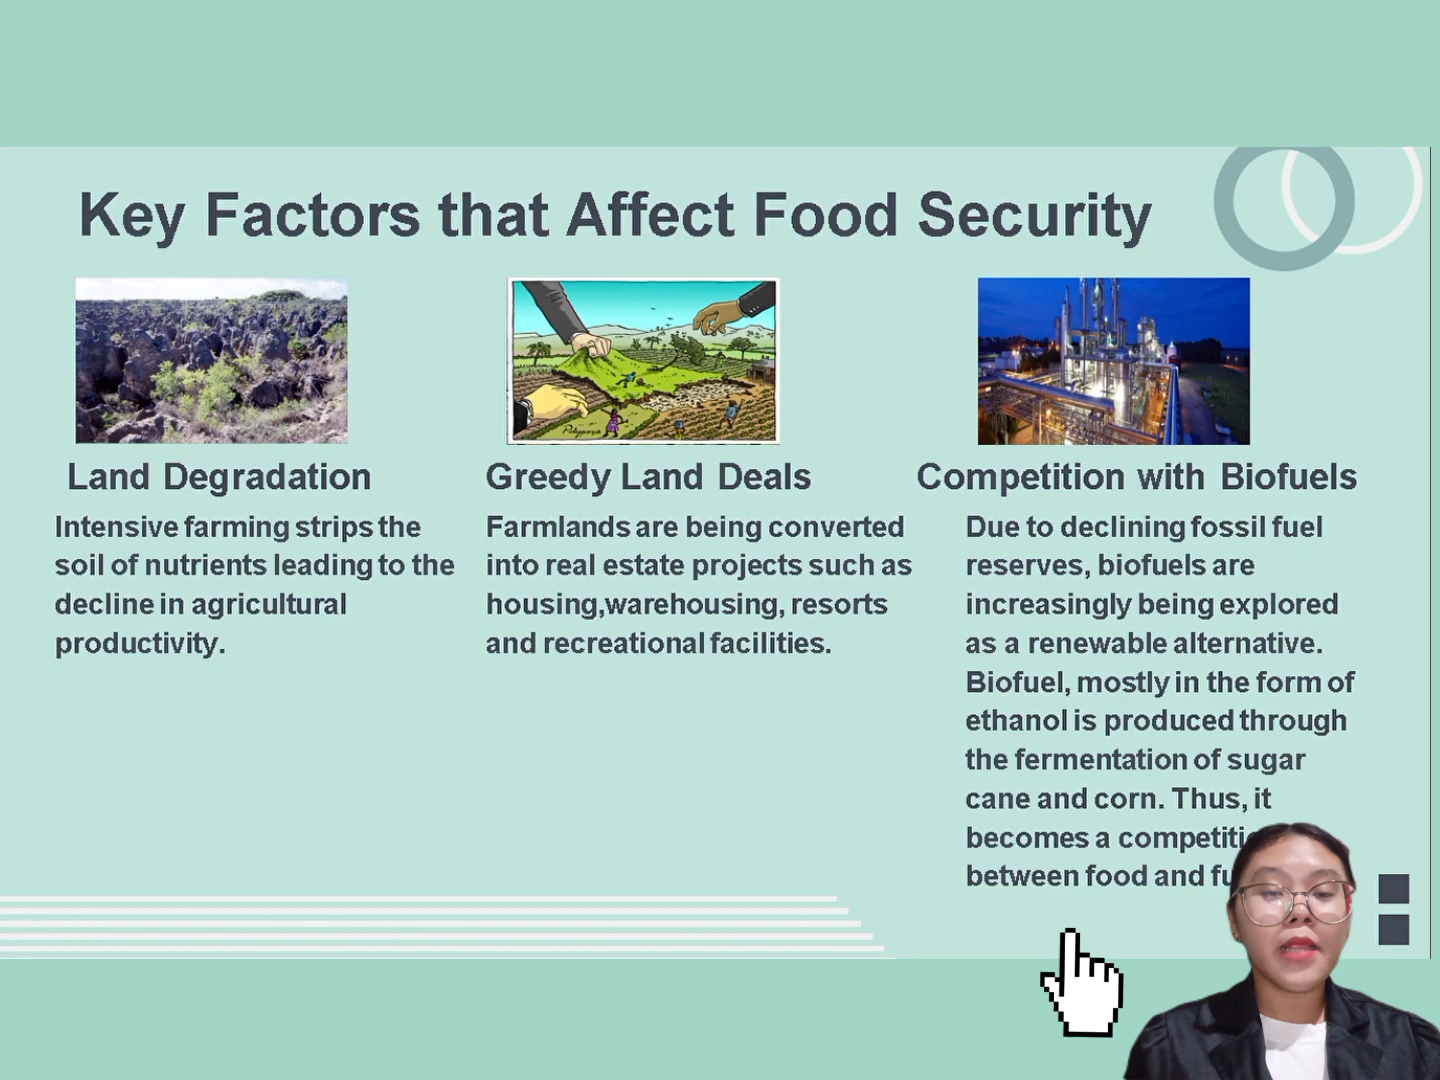 Key Factors that Affect Food Security
Land Degradation
Intensive farming strips the
soil of nutrients leading to the
decline in agricultural
productivity.
Greedy Land Deals
Farmlands are being converted
into real estate projects such as
housing,warehousing, resorts
and recreational facilities.
Competition with Biofuels
Due to declining fossil fuel
reserves, biofuels are
increasingly being explored
as a renewable alternative.
Biofuel, mostly in the form of
ethanol is produced through
the fermentation of sugar
cane and corn. Thus, it
becomes a
between food and